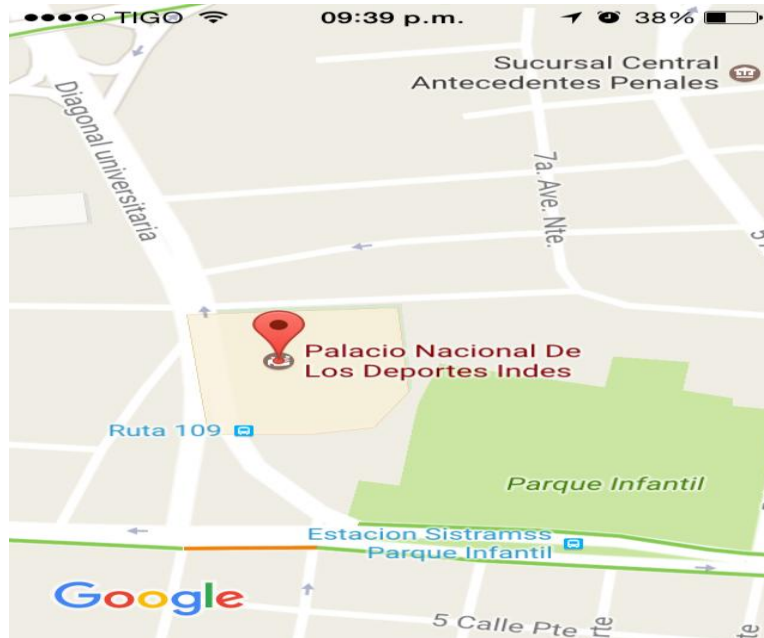 TIGO 09:39 p.m. 38%
Sucursal Central
Antecedentes Penales
Diagonal universitaria
7a. Ave. Nte.
Palacio Nacional De
Los Deportes Indes
Ruta 109
Parque Infantil
Estacion Sistramss
Parque Infantil
Google
5 Calle Pte